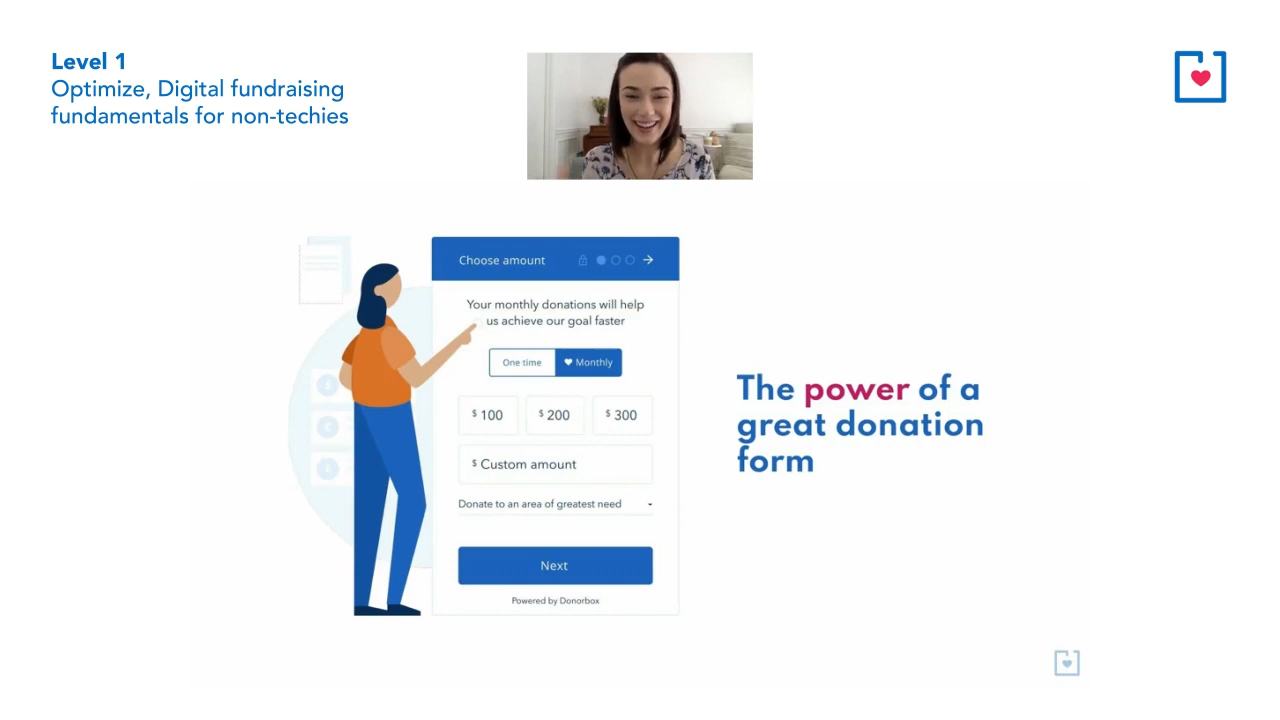 Level 1
Optimize, Digital fundraising
fundamentals for non-techies
Choose amount
Your monthly donations will help
us achieve our goal faster
One time
Monthly
$ 100
$ 200
$ 300
$ Custom amount
Donate to an area of greatest need
Next
Powered by Donorbox
The power of a
great donation
form